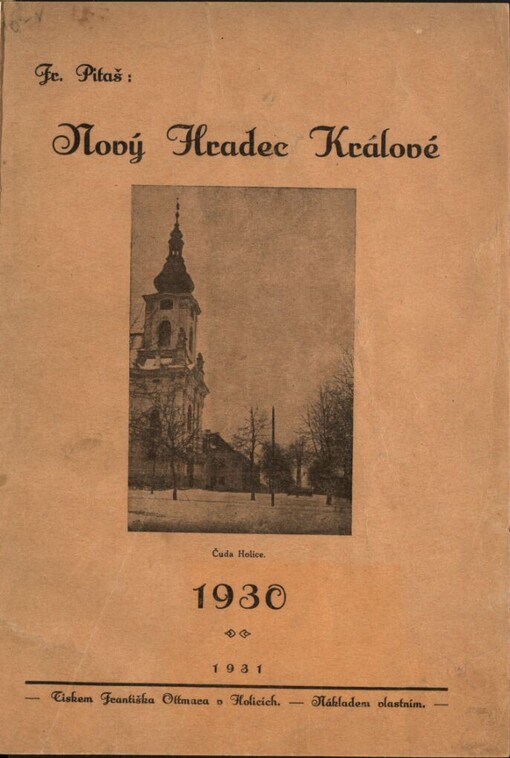 Fr. Pitaš:
Nový Hradec Králové
Čuda Holice.
1930
1931
— Tiskem Františka Ottmara v Holicích. — Nákladem vlastním. —